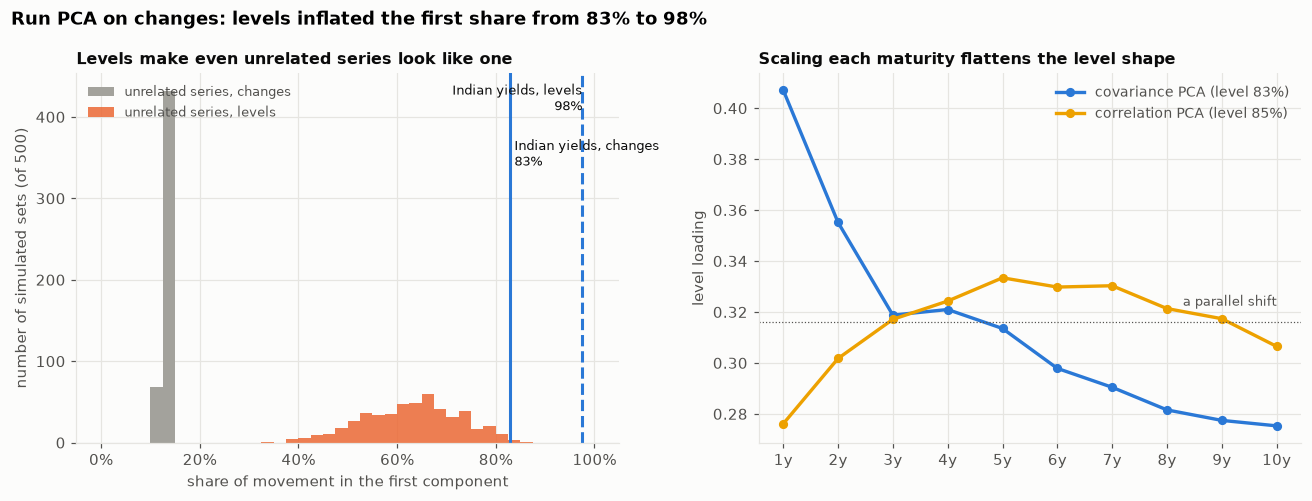 Run PCA on changes: levels inflated the first share from 83% to 98%
Levels make even unrelated series look like one
unrelated series, changes
unrelated series, levels
Indian yields, levels
98%
Indian yields, changes
83%
number of simulated sets (of 500)
400
300
200
100
0
0%
20%
40%
60%
80%
100%
share of movement in the first component
Scaling each maturity flattens the level shape
covariance PCA (level 83%)
correlation PCA (level 85%)
a parallel shift
level loading
0.40
0.38
0.36
0.34
0.32
0.30
0.28
1y
2y
3y
4y
5y
6y
7y
8y
9y
10y